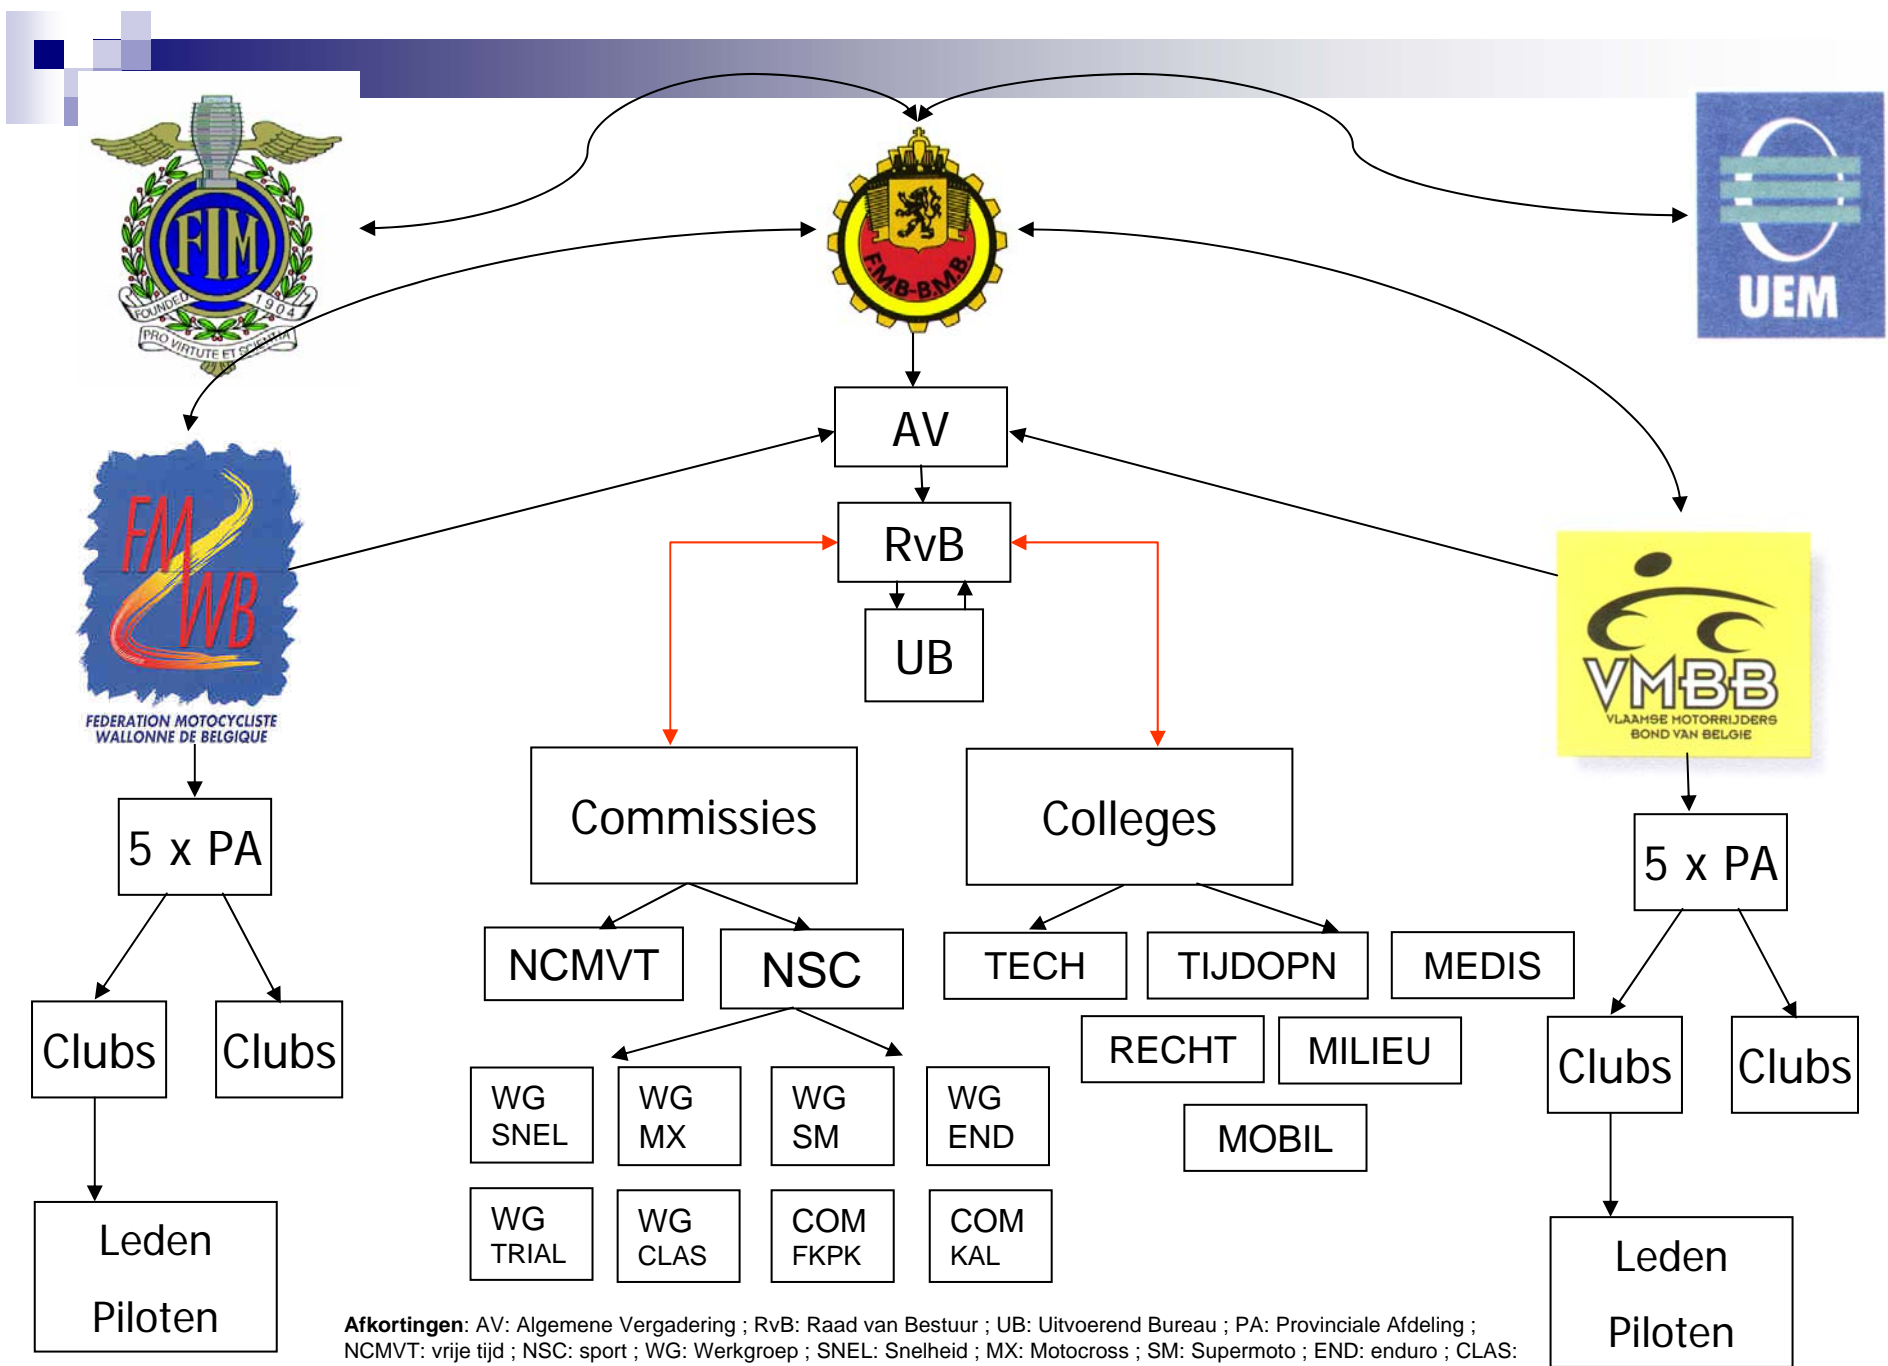 FIM
FOUNDED 1904
PRO VIRTUTE ET SCIENTIA
F.M.B-B.M.B.
UEM
AV
FM
WB
FEDERATION MOTOCYCLISTE
WALLONNE DE BELGIQUE
RvB
UB
VMBB
VLAAMSE MOTORRIJDERS
BOND VAN BELGIE
5 x PA
Commissies
Colleges
5 x PA
NCMVT
NSC
TECH
TIJDOPN
MEDIS
Clubs
Clubs
RECHT
MILIEU
Clubs
Clubs
WG
SNEL
WG
MX
WG
SM
WG
END
MOBIL
Leden
Piloten
WG
TRIAL
WG
CLAS
COM
FKPK
COM
KAL
Leden
Piloten
Afkortingen: AV: Algemene Vergadering ; RvB: Raad van Bestuur ; UB: Uitvoerend Bureau ; PA: Provinciale Afdeling ;
NCMVT: vrije tijd ; NSC: sport ; WG: Werkgroep ; SNEL: Snelheid ; MX: Motocross ; SM: Supermoto ; END: enduro ; CLAS: